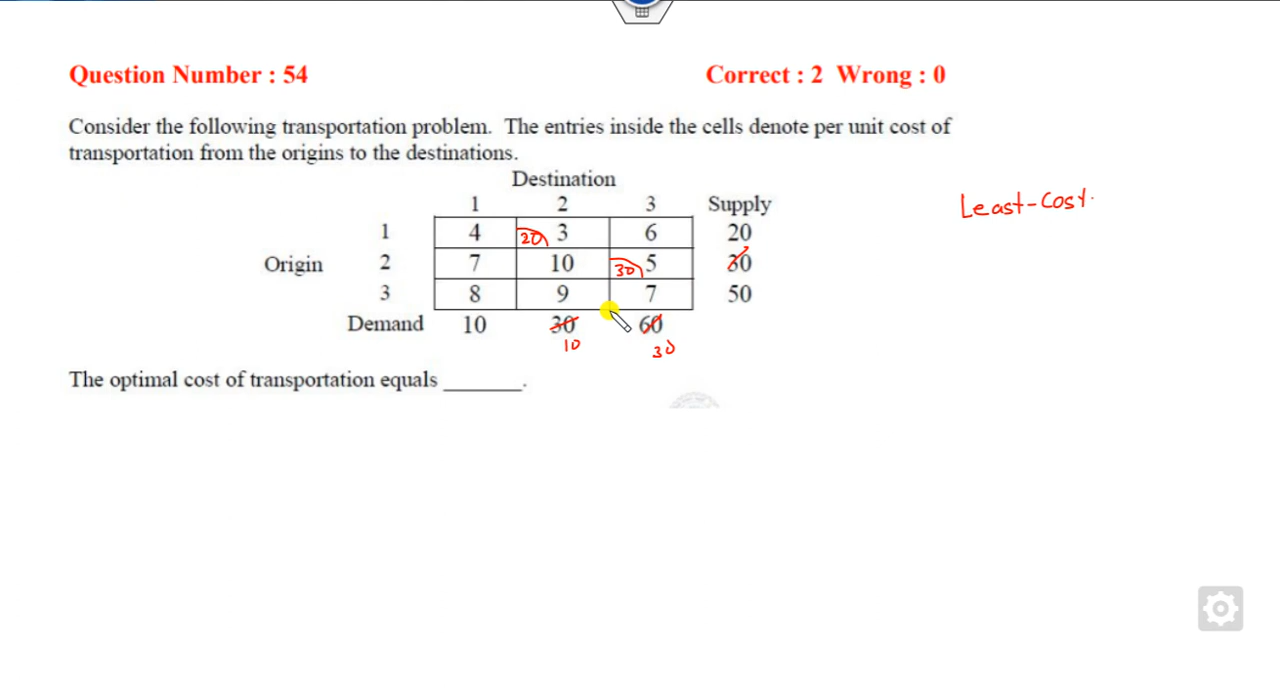 Question Number : 54 Correct : 2 Wrong : 0
Consider the following transportation problem. The entries inside the cells denote per unit cost of
transportation from the origins to the destinations.
Destination
1 2 3 Supply
Least-Cost.
1 4 20 3 6 20
Origin 2 7 10 30 5 30
3 8 9 7 50
Demand 10 30 60
10 30
The optimal cost of transportation equals ________.